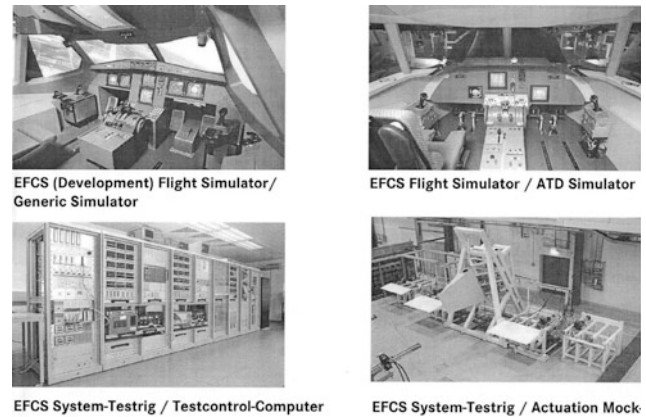 EFCS (Development) Flight Simulator/
Generic Simulator
EFCS Flight Simulator / ATD Simulator
EFCS System-Testrig / Testcontrol-Computer
EFCS System-Testrig / Actuation Mock-